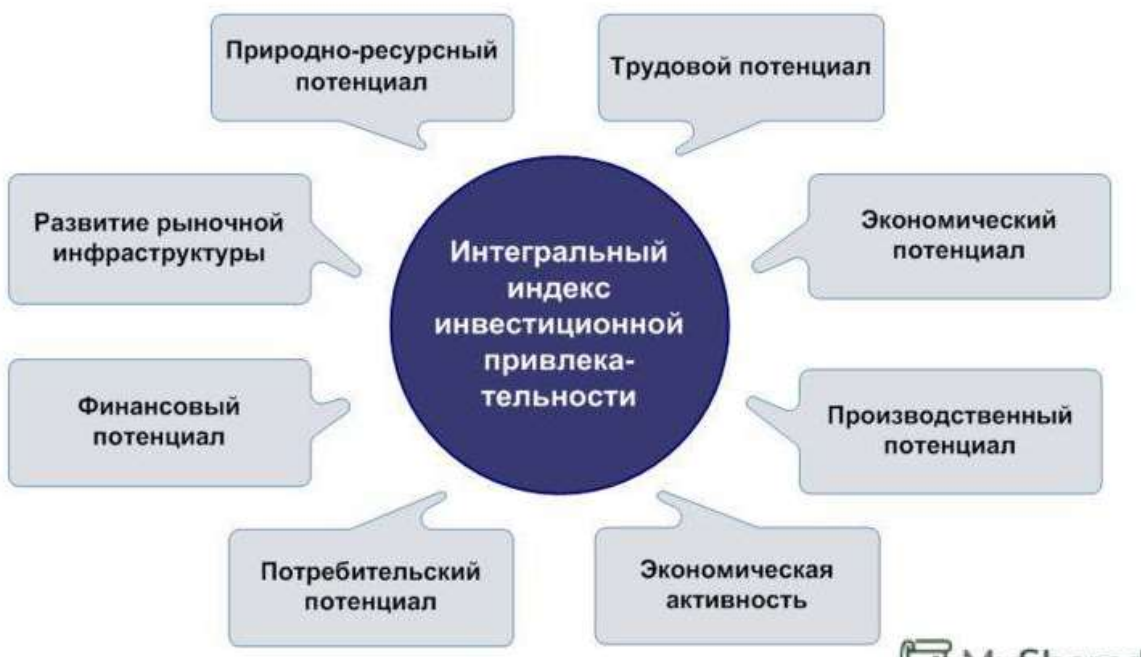 Природно-ресурсный
потенциал
Трудовой потенциал
Развитие рыночной
инфраструктуры
Экономический
потенциал
Интегральный
индекс
инвестиционной
привлека-
тельности
Финансовый
потенциал
Производственный
потенциал
Потребительский
потенциал
Экономическая
активность